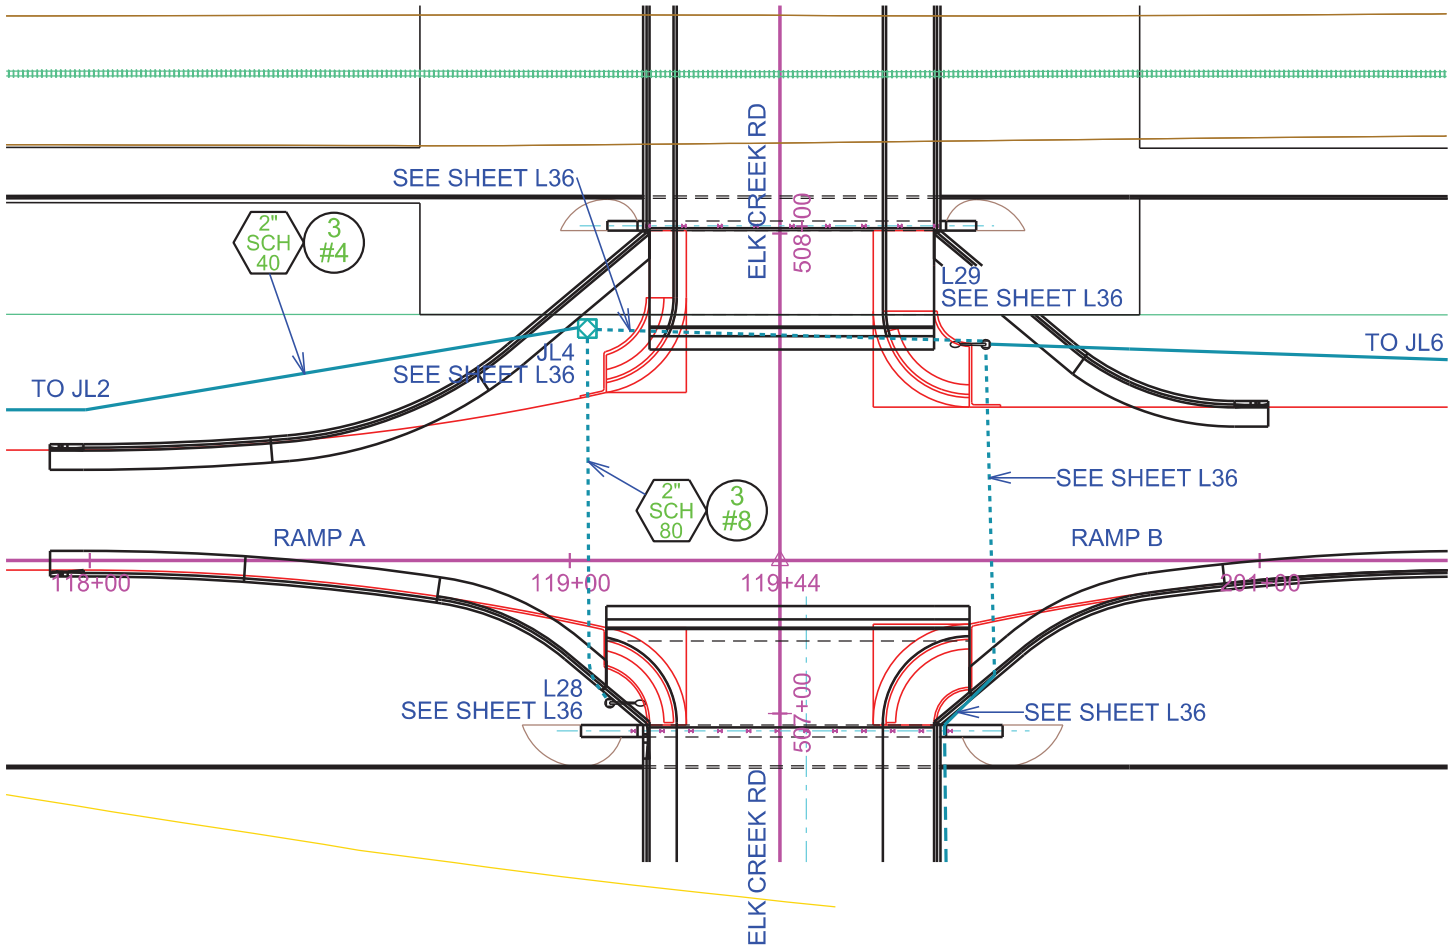 ELK CREEK RD
SEE SHEET L36
508+00
2"
SCH
40
3
#4
L29
SEE SHEET L36
TO JL6
JL4
SEE SHEET L36
TO JL2
SEE SHEET L36
2"
SCH
80
3
#8
RAMP A
RAMP B
118+00
119+00
119+44
201+00
L28
SEE SHEET L36
507+00
SEE SHEET L36
ELK CREEK RD